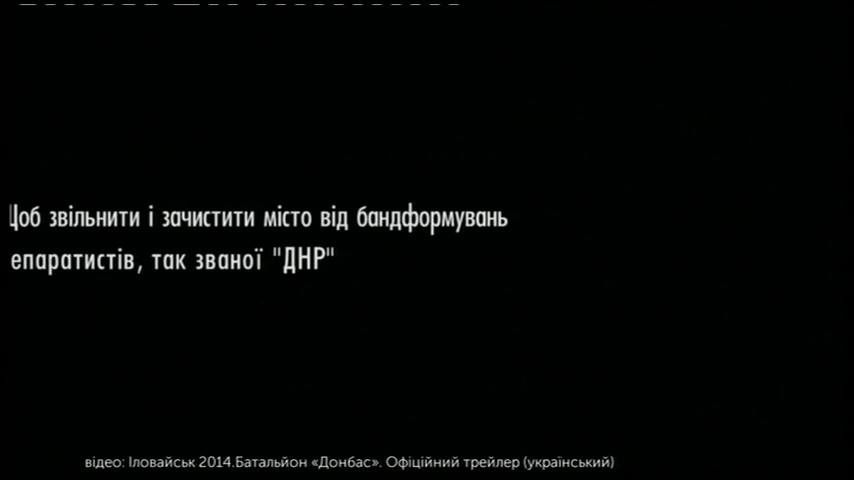 Щоб звільнити і зачистити місто від бандформувань
епаратистів, так званої "ДНР"
відео: Іловайськ 2014.Батальйон «Донбас». Офіційний трейлер (український)